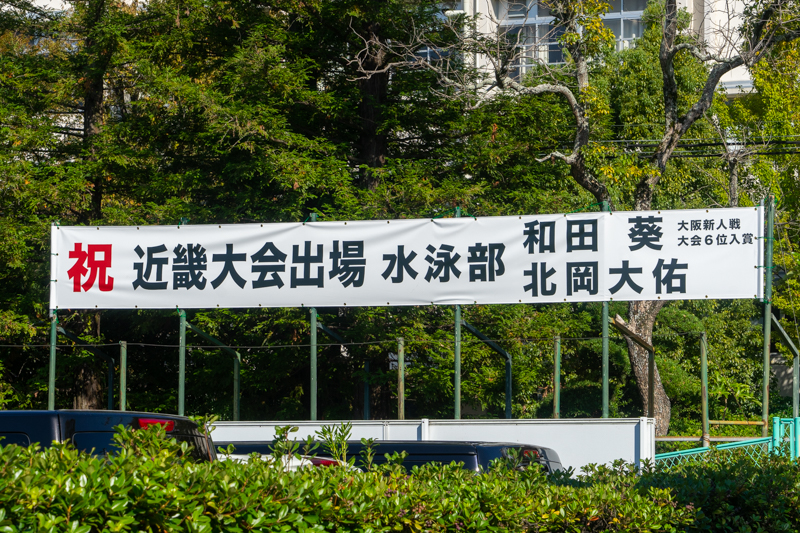 祝 近畿大会出場 水泳部
和田 葵 大阪新人戦
大会6位入賞
北岡大佑